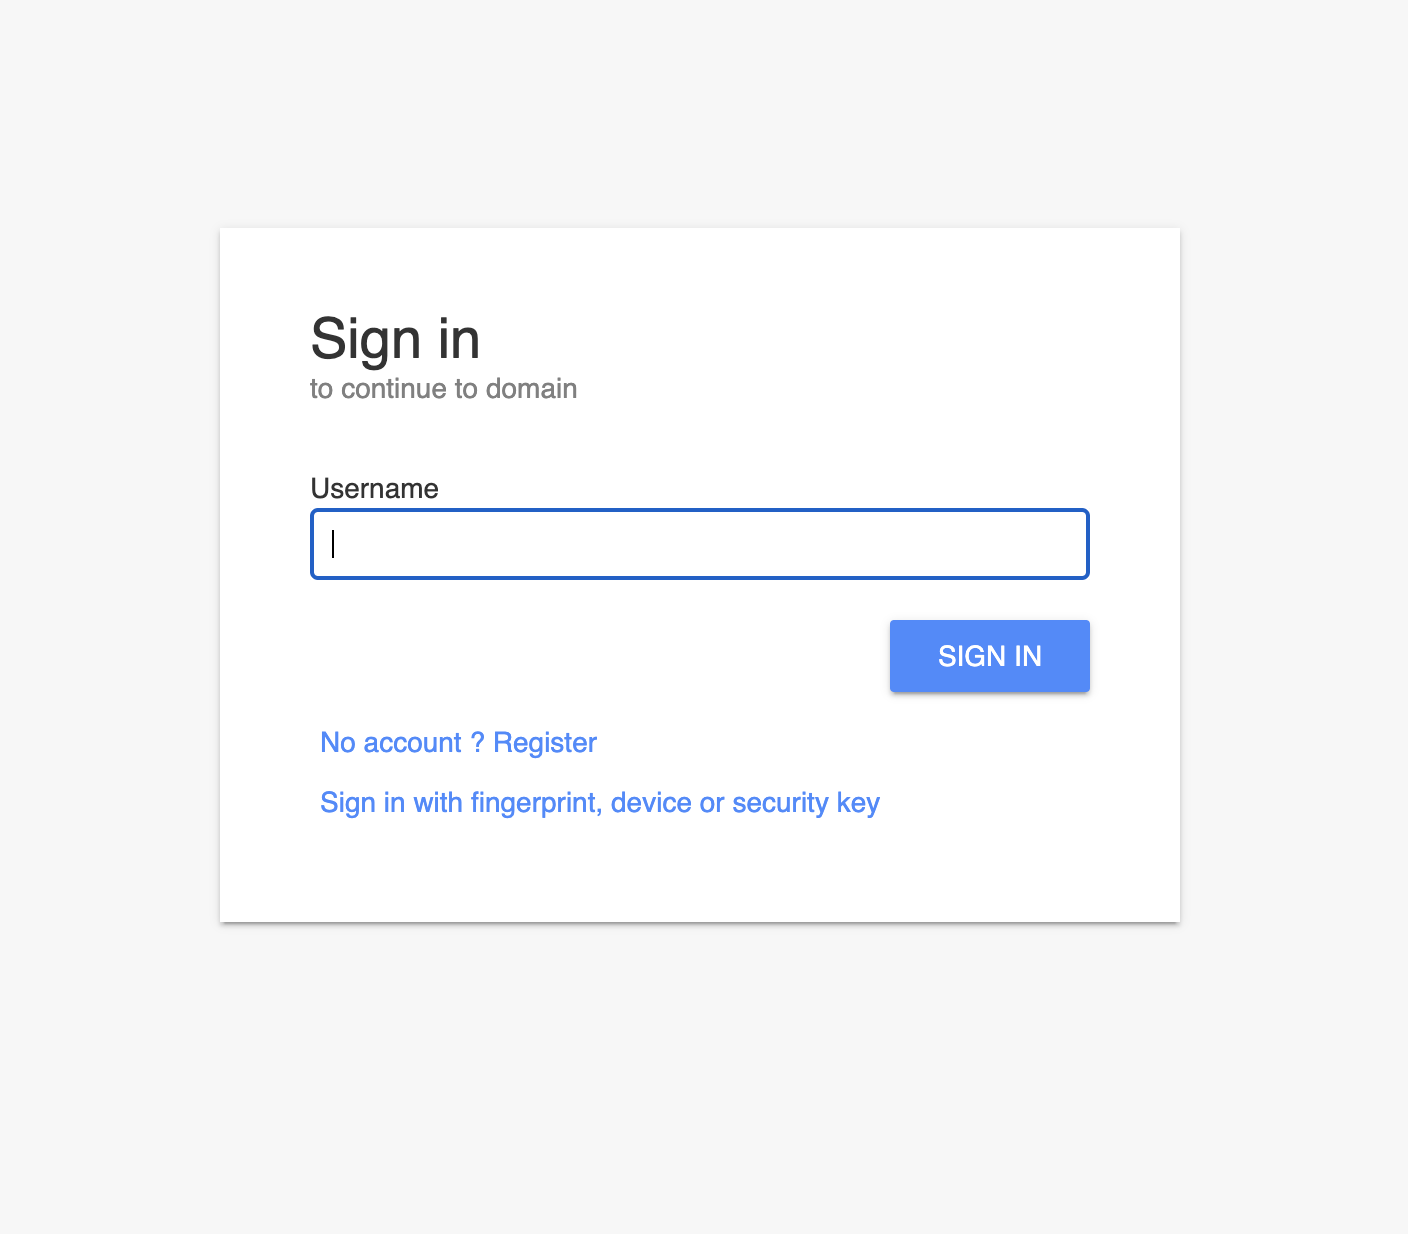 Sign in
to continue to domain
Username
SIGN IN
No account ? Register
Sign in with fingerprint, device or security key